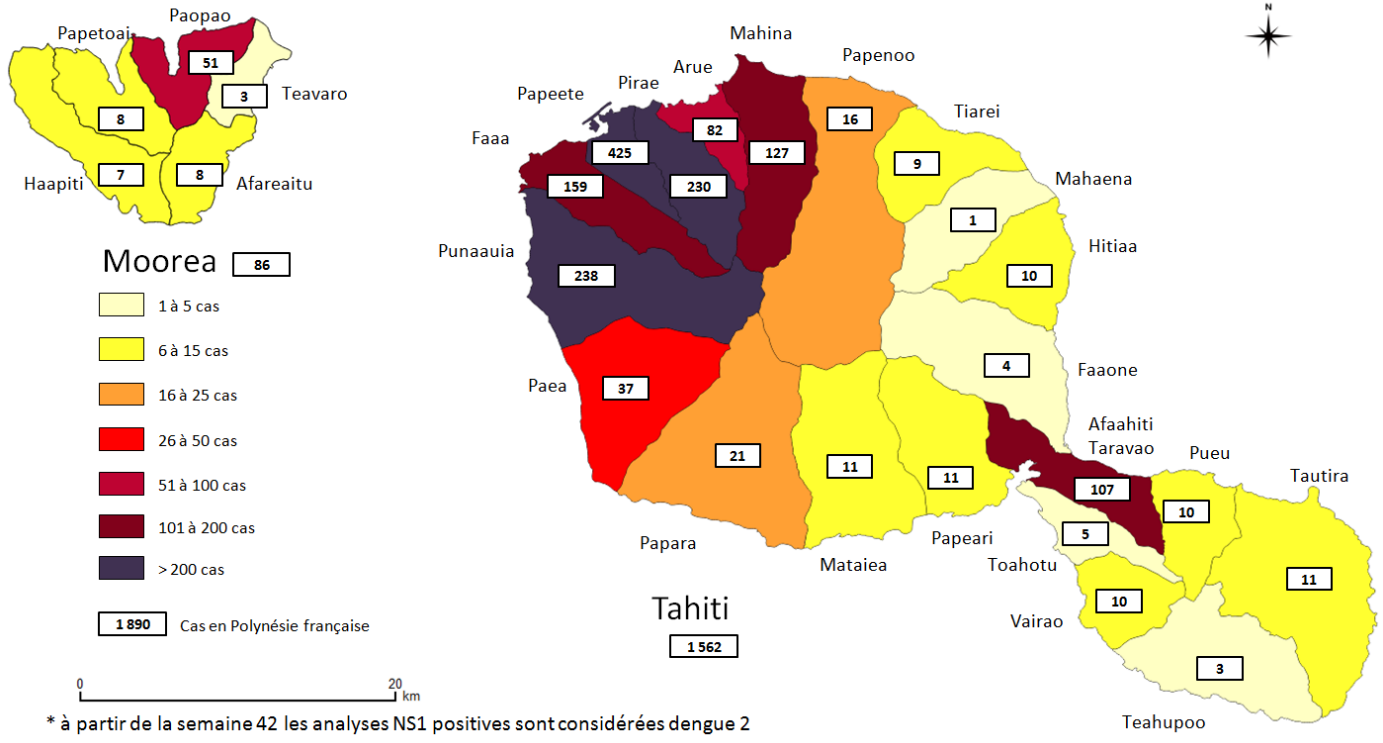 Paopao
Papetoai
51
3
Teavaro
8
7
8
Haapiti
Afareaitu
Moorea 86
1 à 5 cas
6 à 15 cas
16 à 25 cas
26 à 50 cas
51 à 100 cas
101 à 200 cas
> 200 cas
1 890 Cas en Polynésie française
0 20
km
N
Mahina
Papenoo
Arue
Pirae
Papeete
Faaa
Tiarei
Mahaena
Hitiaa
Punaauia
Paea
Faaone
Afaahiti
Taravao
Pueu
Tautira
Papara
Mataiea
Papeari
Toahotu
Vairao
Teahupoo
16
82
127
425
159
230
9
1
10
238
4
37
21
11
11
107
10
5
10
11
3
Tahiti
1 562
* à partir de la semaine 42 les analyses NS1 positives sont considérées dengue 2